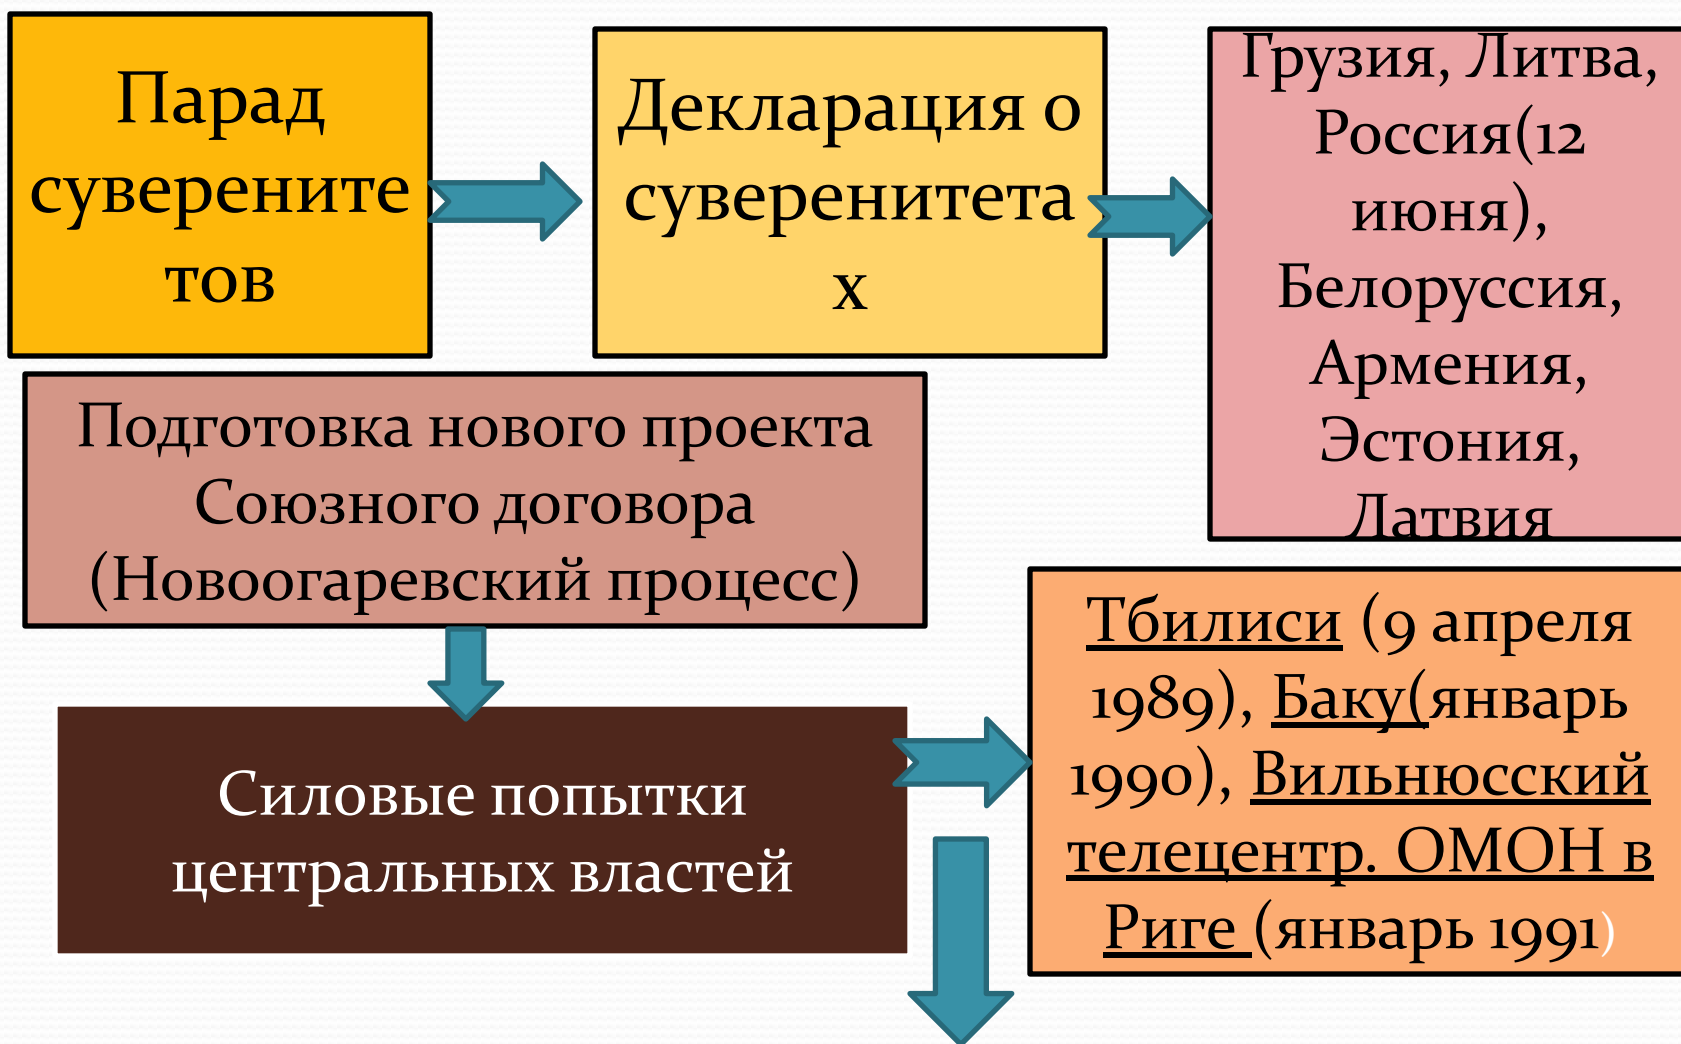 Парад
суверените
тов
Декларация о
суверенитета
х
Грузия, Литва,
Россия(12
июня),
Белоруссия,
Армения,
Эстония,
Латвия
Подготовка нового проекта
Союзного договора
(Новоогаревский процесс)
Силовые попытки
центральных властей
Тбилиси (9 апреля
1989), Баку(январь
1990), Вильнюсский
телецентр. ОМОН в
Риге (январь 1991)